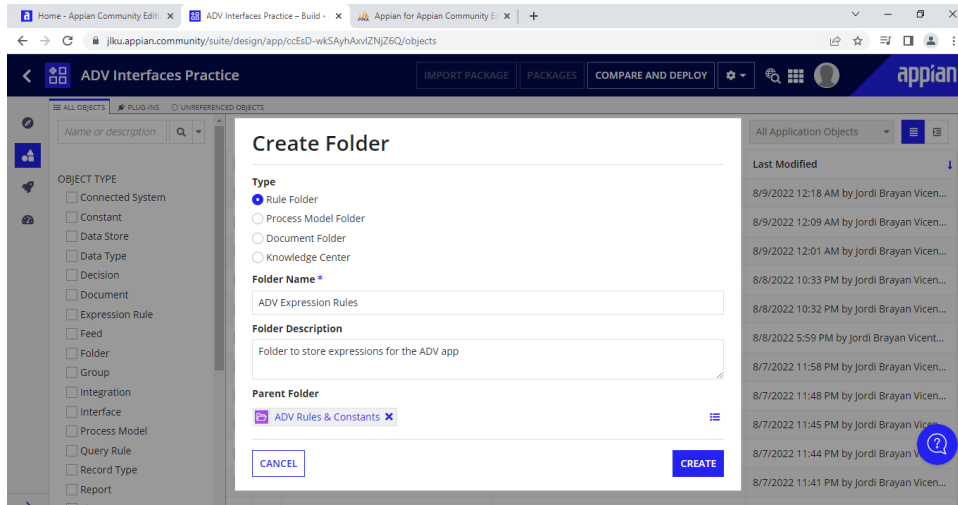 Home - Appian Community Editi
ADV Interfaces Practice – Build -
Appian for Appian Community E
jlku.appian.community/suite/design/app/ccEsD-wkSAyhAxvIZNjZ6Q/objects
ADV Interfaces Practice
IMPORT PACKAGE
PACKAGES
COMPARE AND DEPLOY
appian
ALL OBJECTS
PLUG-INS
UNREFERENCED OBJECTS
Name or description
All Application Objects
OBJECT TYPE
Connected System
Constant
Data Store
Data Type
Decision
Document
Expression Rule
Feed
Folder
Group
Integration
Interface
Process Model
Query Rule
Record Type
Report
Create Folder
Type
Rule Folder
Process Model Folder
Document Folder
Knowledge Center
Folder Name *
ADV Expression Rules
Folder Description
Folder to store expressions for the ADV app
Parent Folder
ADV Rules & Constants
CANCEL
CREATE
Last Modified
8/9/2022 12:18 AM by Jordi Brayan Vicen...
8/9/2022 12:09 AM by Jordi Brayan Vicen...
8/9/2022 12:01 AM by Jordi Brayan Vicen...
8/8/2022 10:33 PM by Jordi Brayan Vicen...
8/8/2022 10:32 PM by Jordi Brayan Vicen...
8/8/2022 5:59 PM by Jordi Brayan Vicent...
8/7/2022 11:58 PM by Jordi Brayan Vicen...
8/7/2022 11:48 PM by Jordi Brayan Vicen...
8/7/2022 11:45 PM by Jordi Brayan
8/7/2022 11:44 PM by Jordi Brayan
8/7/2022 11:41 PM by Jordi Brayan Vicen...